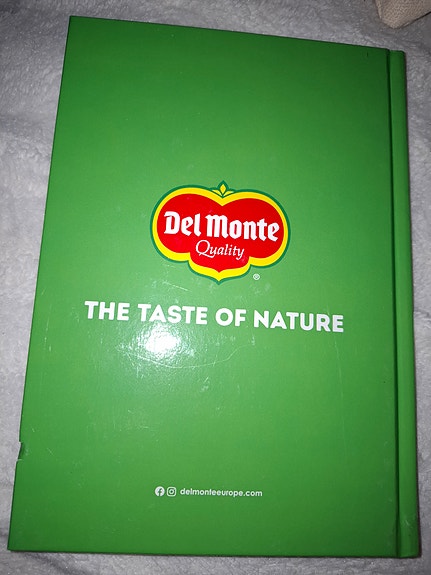 Del Monte
Quality
®
THE TASTE OF NATURE
delmonteeurope.com